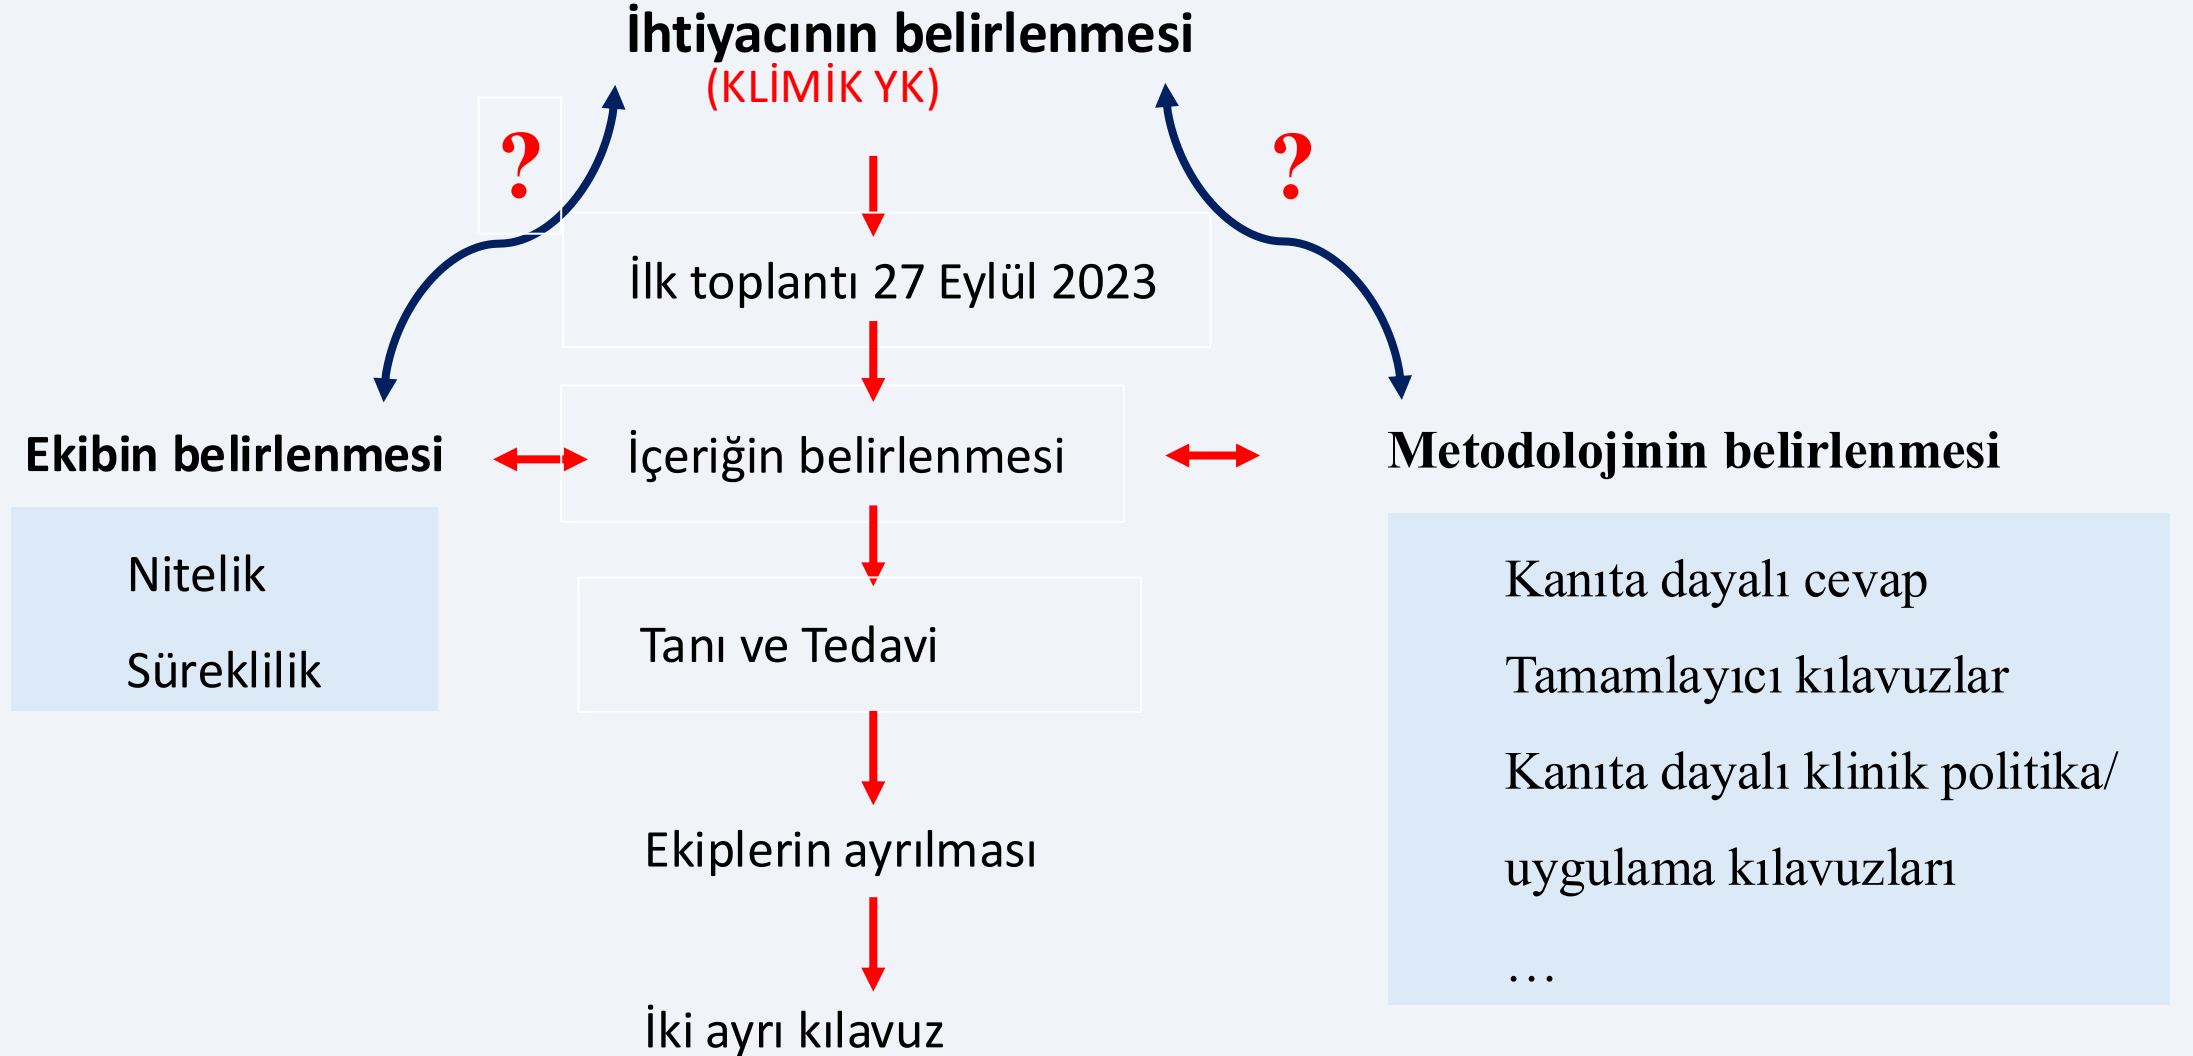 İhtiyacının belirlenmesi
(KLİMİK YK)
?
?
İlk toplantı 27 Eylül 2023
Ekibin belirlenmesi
İçeriğin belirlenmesi
Metodolojinin belirlenmesi
Nitelik
Süreklilik
Tanı ve Tedavi
Ekiplerin ayrılması
İki ayrı kılavuz
Kanıta dayalı cevap
Tamamlayıcı kılavuzlar
Kanıta dayalı klinik politika/
uygulama kılavuzları
…